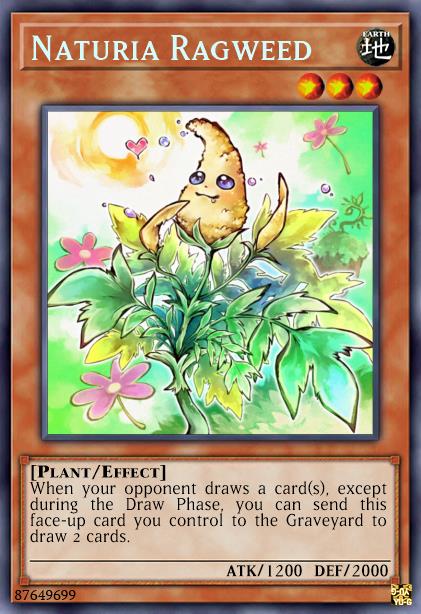 NATURIA RAGWEED
EARTH
地
[PLANT/EFFECT]
When your opponent draws a card(s), except
during the Draw Phase, you can send this
face-up card you control to the Graveyard to
draw 2 cards.
ATK/1200 DEF/2000
87649699